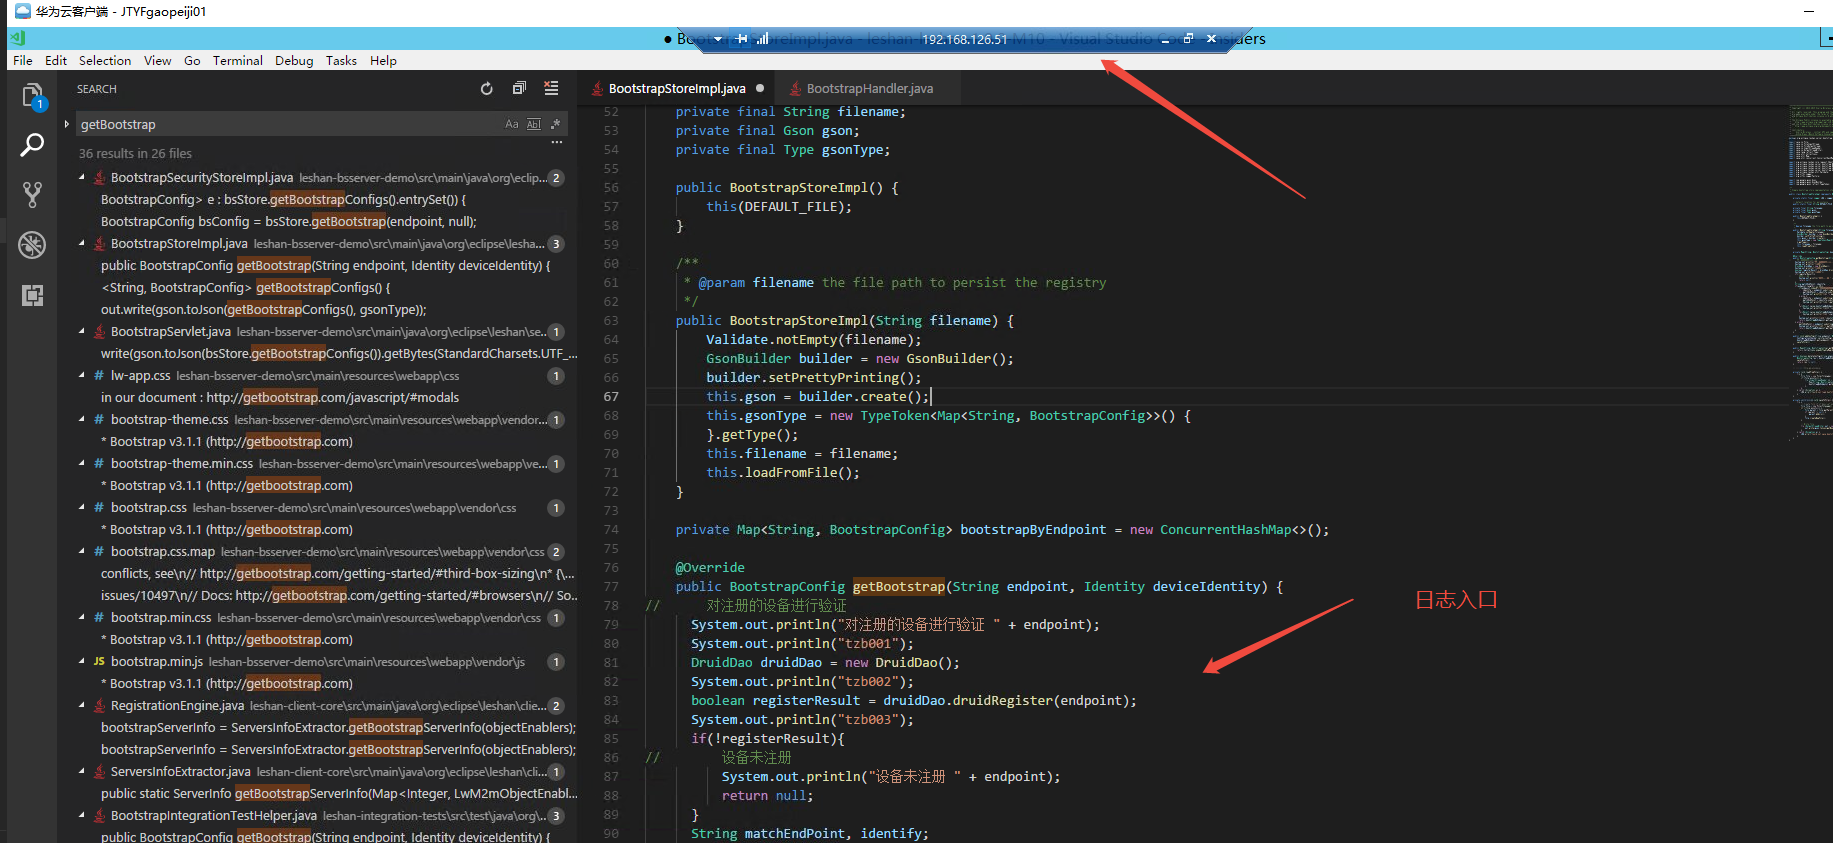 华为云客户端 - JTYFgaopeiji01
192.168.126.51
File Edit Selection View Go Terminal Debug Tasks Help
SEARCH
getBootstrap
Aa Abl .*
36 results in 26 files
BootstrapSecurityStoreImpl.java leshan-bsserver-demo\src\main\java\org\eclip... 2
BootstrapConfig> e : bsStore.getBootstrapConfigs().entrySet()) {
BootstrapConfig bsConfig = bsStore.getBootstrap(endpoint, null);
BootstrapStoreImpl.java leshan-bsserver-demo\src\main\java\org\eclipse\lesha... 3
public BootstrapConfig getBootstrap(String endpoint, Identity deviceIdentity) {
<String, BootstrapConfig> getBootstrapConfigs() {
out.write(gson.toJson(getBootstrapConfigs(), gsonType));
BootstrapServlet.java leshan-bsserver-demo\src\main\java\org\eclipse\leshan\se... 1
write(gson.toJson(bsStore.getBootstrapConfigs()).getBytes(StandardCharsets.UTF_...
# lw-app.css leshan-bsserver-demo\src\main\resources\webapp\css 1
in our document : http://getbootstrap.com/javascript/#modals
# bootstrap-theme.css leshan-bsserver-demo\src\main\resources\webapp\vendor... 1
* Bootstrap v3.1.1 (http://getbootstrap.com)
# bootstrap-theme.min.css leshan-bsserver-demo\src\main\resources\webapp\ve... 1
* Bootstrap v3.1.1 (http://getbootstrap.com)
# bootstrap.css leshan-bsserver-demo\src\main\resources\webapp\vendor\css 1
* Bootstrap v3.1.1 (http://getbootstrap.com)
# bootstrap.css.map leshan-bsserver-demo\src\main\resources\webapp\vendor\css 2
conflicts, see\n// http://getbootstrap.com/getting-started/#third-box-sizing\n* {\...
issues/10497\n// Docs: http://getbootstrap.com/getting-started/#browsers\n// So...
# bootstrap.min.css leshan-bsserver-demo\src\main\resources\webapp\vendor\css 1
* Bootstrap v3.1.1 (http://getbootstrap.com)
JS bootstrap.min.js leshan-bsserver-demo\src\main\resources\webapp\vendor\js 1
* Bootstrap v3.1.1 (http://getbootstrap.com)
RegistrationEngine.java leshan-client-core\src\main\java\org\eclipse\leshan\clie... 2
bootstrapServerInfo = ServersInfoExtractor.getBootstrapServerInfo(objectEnablers);
bootstrapServerInfo = ServersInfoExtractor.getBootstrapServerInfo(objectEnablers);
ServersInfoExtractor.java leshan-client-core\src\main\java\org\eclipse\leshan\cli... 1
public static ServerInfo getBootstrapServerInfo(Map<Integer, LwM2mObjectEnabl...
BootstrapIntegrationTestHelper.java leshan-integration-tests\src\test\java\org\... 3
public BootstrapConfig getBootstrap(String endpoint, Identity deviceIdentity) {
BootstrapStoreImpl.java ● BootstrapHandler.java
52 private final String filename;
53 private final Gson gson;
54 private final Type gsonType;
55
56 public BootstrapStoreImpl() {
57 this(DEFAULT_FILE);
58 }
59
60 /**
61 * @param filename the file path to persist the registry
62 */
63 public BootstrapStoreImpl(String filename) {
64 Validate.notEmpty(filename);
65 GsonBuilder builder = new GsonBuilder();
66 builder.setPrettyPrinting();
67 this.gson = builder.create();
68 this.gsonType = new TypeToken<Map<String, BootstrapConfig>>() {
69 }.getType();
70 this.filename = filename;
71 this.loadFromFile();
72 }
73
74 private Map<String, BootstrapConfig> bootstrapByEndpoint = new ConcurrentHashMap<>();
75
76 @Override
77 public BootstrapConfig getBootstrap(String endpoint, Identity deviceIdentity) {
78 // 对注册的设备进行验证
79 System.out.println("对注册的设备进行验证 " + endpoint);
80 System.out.println("tzb001");
81 DruidDao druidDao = new DruidDao();
82 System.out.println("tzb002");
83 boolean registerResult = druidDao.druidRegister(endpoint);
84 System.out.println("tzb003");
85 if(!registerResult){
86 // 设备未注册
87 System.out.println("设备未注册 " + endpoint);
88 return null;
89 }
90 String matchEndPoint, identify;
日志入口